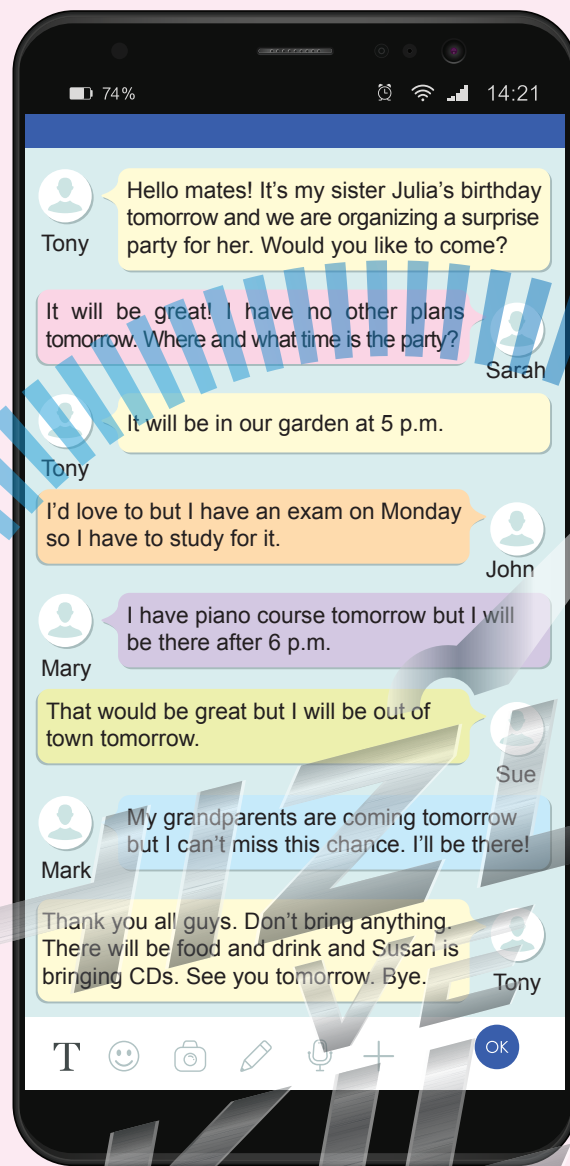 74%
14:21
Hello mates! It's my sister Julia's birthday
tomorrow and we are organizing a surprise
party for her. Would you like to come?
Tony
It will be great! I have no other plans
tomorrow. Where and what time is the party?
Sarah
It will be in our garden at 5 p.m.
Tony
I'd love to but I have an exam on Monday
so I have to study for it.
John
I have piano course tomorrow but I will
be there after 6 p.m.
Mary
That would be great but I will be out of
town tomorrow.
Sue
My grandparents are coming tomorrow
but I can't miss this chance. I'll be there!
Mark
Thank you all guys. Don't bring anything.
There will be food and drink and Susan is
bringing CDs. See you tomorrow. Bye.
Tony
T
OK